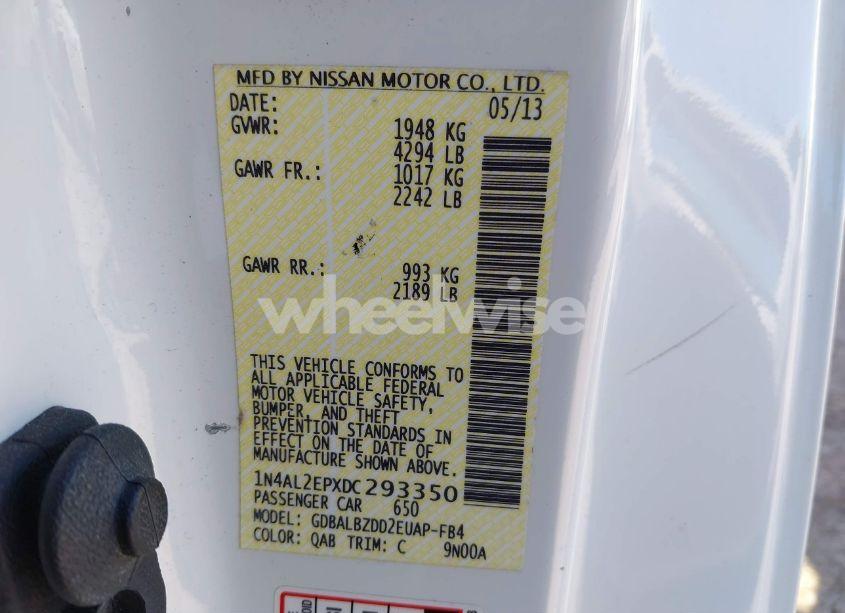 MFD BY NISSAN MOTOR CO., LTD.
DATE: 05/13
GVWR: 1948 KG
4294 LB
GAWR FR.: 1017 KG
2242 LB
GAWR RR.: 993 KG
2189 LB
wheelwise
THIS VEHICLE CONFORMS TO
ALL APPLICABLE FEDERAL
MOTOR VEHICLE SAFETY,
BUMPER, AND THEFT
PREVENTION STANDARDS IN
EFFECT ON THE DATE OF
MANUFACTURE SHOWN ABOVE.
1N4AL2EPXDC293350
PASSENGER CAR 650
MODEL: GDBALBZDD2EUAP-FB4
COLOR: QAB TRIM: C 9N00A